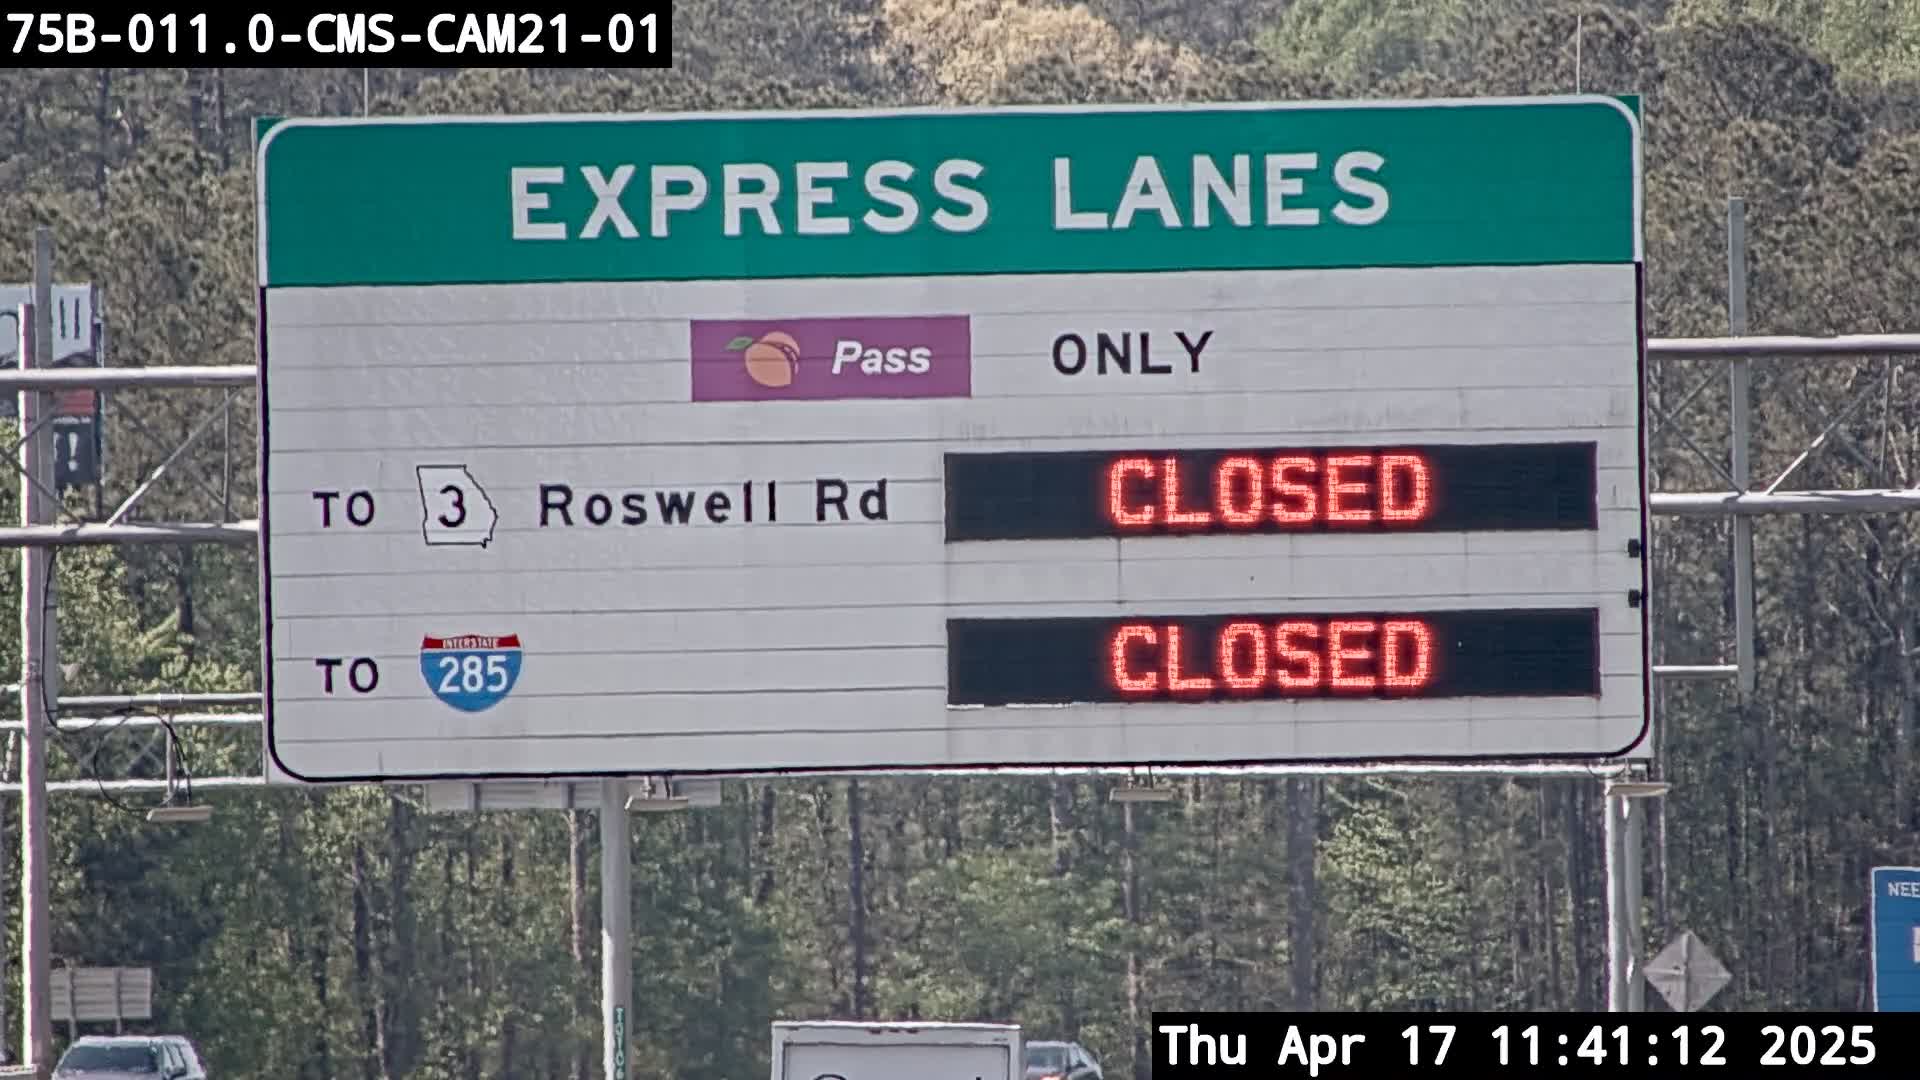 75B-011.0-CMS-CAM21-01
EXPRESS LANES
Pass ONLY
TO 3 Roswell Rd CLOSED
INTERSTATE
TO 285 CLOSED
Thu Apr 17 11:41:12 2025